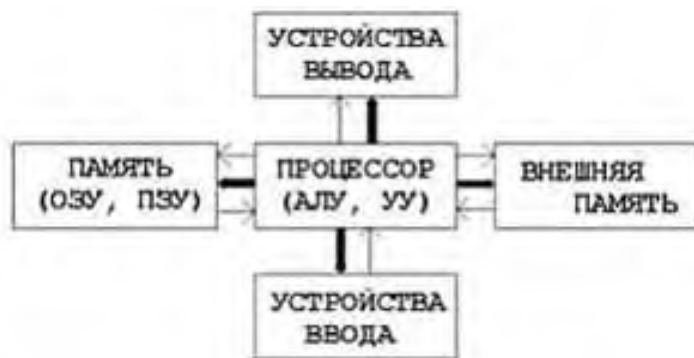 УСТРОЙСТВА
ВЫВОДА
ПАМЯТЬ
(ОЗУ, ПЗУ)
ПРОЦЕССОР
(АЛУ, УУ)
ВНЕШНЯЯ
ПАМЯТЬ
УСТРОЙСТВА
ВВОДА